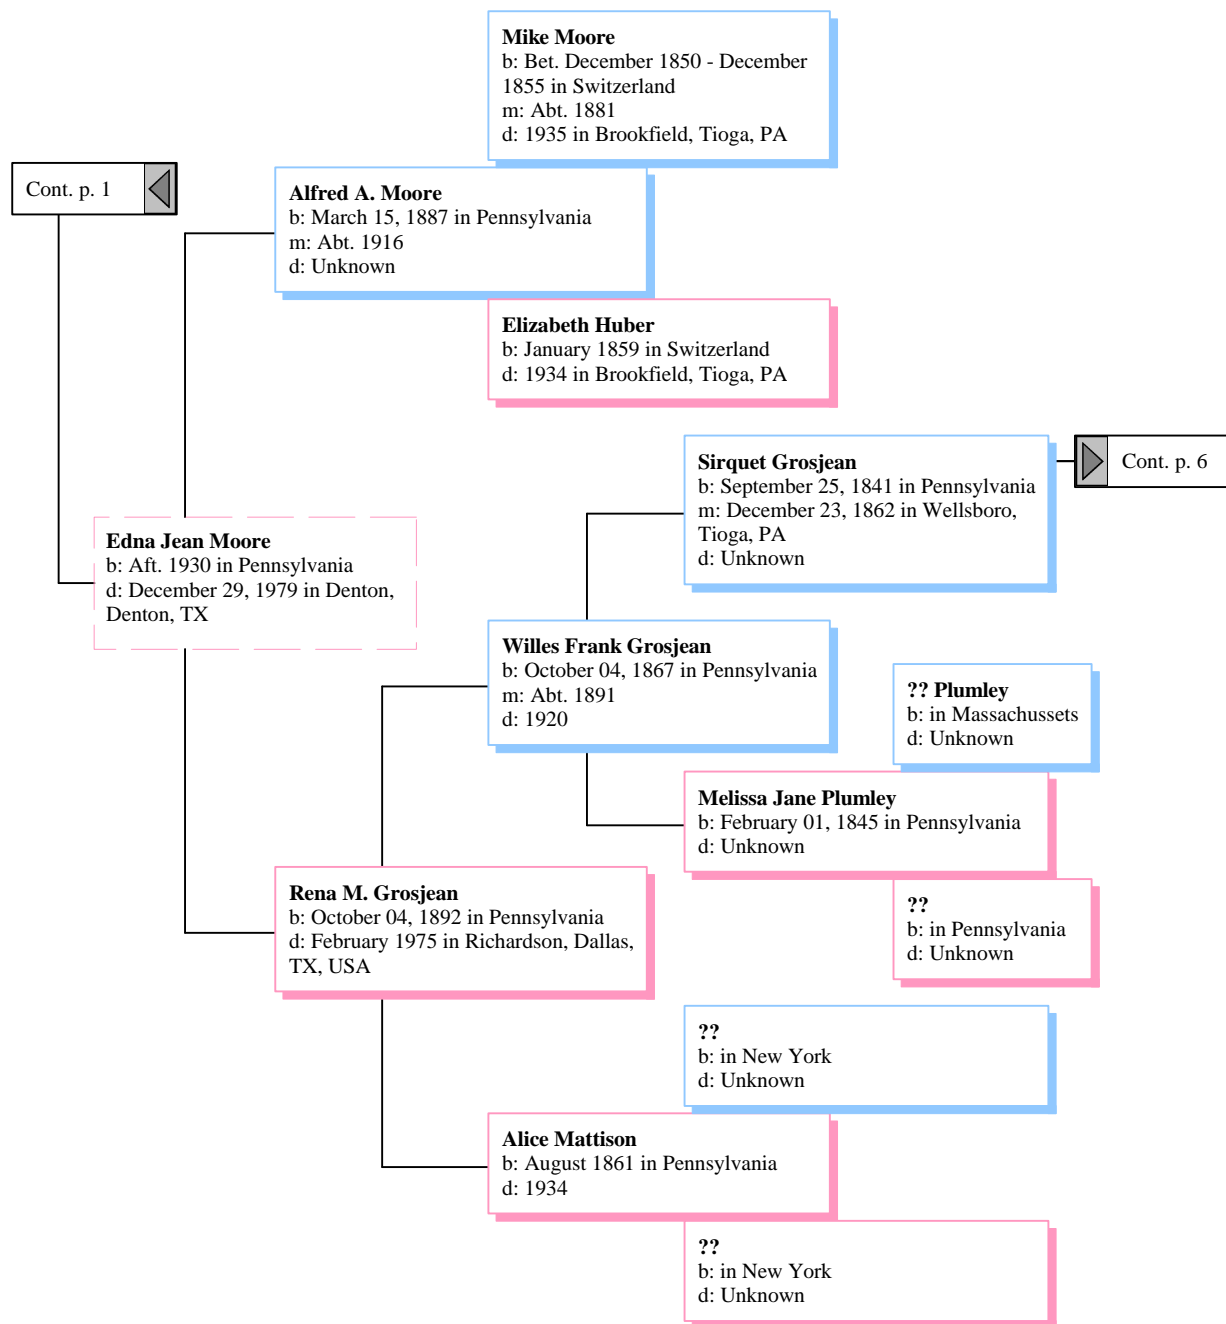 Mike Moore
b: Bet. December 1850 - December
1855 in Switzerland
m: Abt. 1881
d: 1935 in Brookfield, Tioga, PA
Cont. p. 1
Alfred A. Moore
b: March 15, 1887 in Pennsylvania
m: Abt. 1916
d: Unknown
Elizabeth Huber
b: January 1859 in Switzerland
d: 1934 in Brookfield, Tioga, PA
Sirquet Grosjean
b: September 25, 1841 in Pennsylvania
m: December 23, 1862 in Wellsboro,
Tioga, PA
d: Unknown
Cont. p. 6
Edna Jean Moore
b: Aft. 1930 in Pennsylvania
d: December 29, 1979 in Denton,
Denton, TX
Willes Frank Grosjean
b: October 04, 1867 in Pennsylvania
m: Abt. 1891
d: 1920
?? Plumley
b: in Massachussets
d: Unknown
Melissa Jane Plumley
b: February 01, 1845 in Pennsylvania
d: Unknown
Rena M. Grosjean
b: October 04, 1892 in Pennsylvania
d: February 1975 in Richardson, Dallas,
TX, USA
??
b: in Pennsylvania
d: Unknown
??
b: in New York
d: Unknown
Alice Mattison
b: August 1861 in Pennsylvania
d: 1934
??
b: in New York
d: Unknown